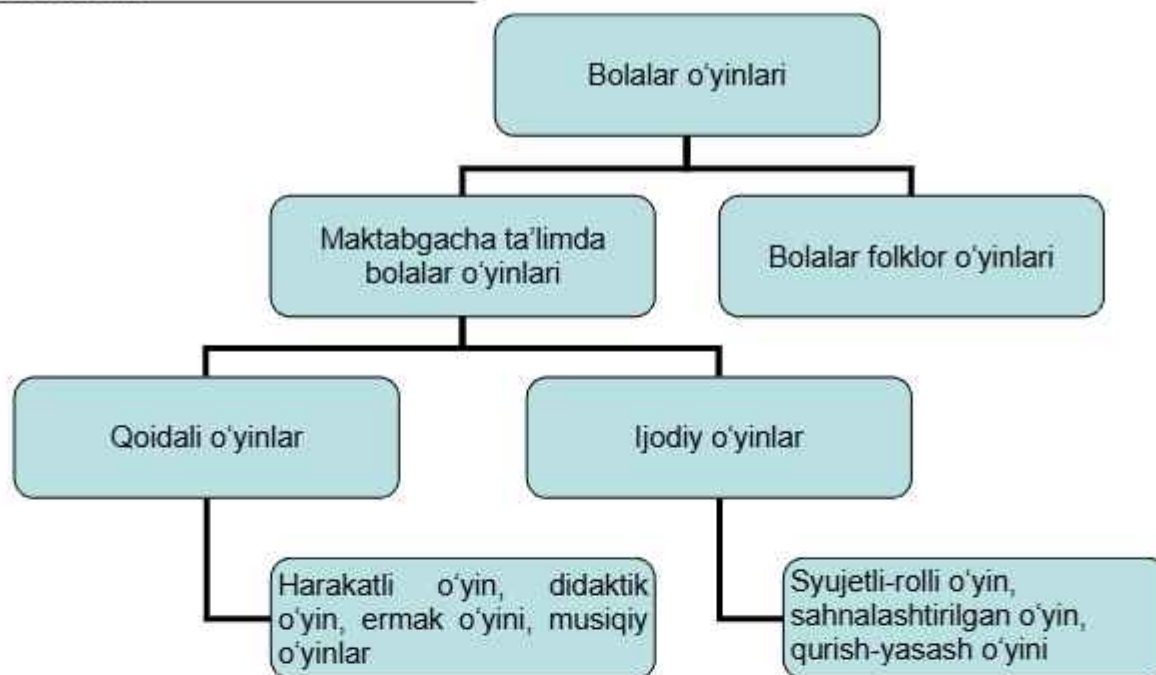 Bolalar o‘yinlari
Maktabgacha ta’limda
bolalar o‘yinlari
Bolalar folklor o‘yinlari
Qoidali o‘yinlar
Ijodiy o‘yinlar
Harakatli o‘yin, didaktik
o‘yin, ermak o‘yini, musiqiy
o‘yinlar
Syujetli-rolli o‘yin,
sahnalashtirilgan o‘yin,
qurish-yasash o‘yini